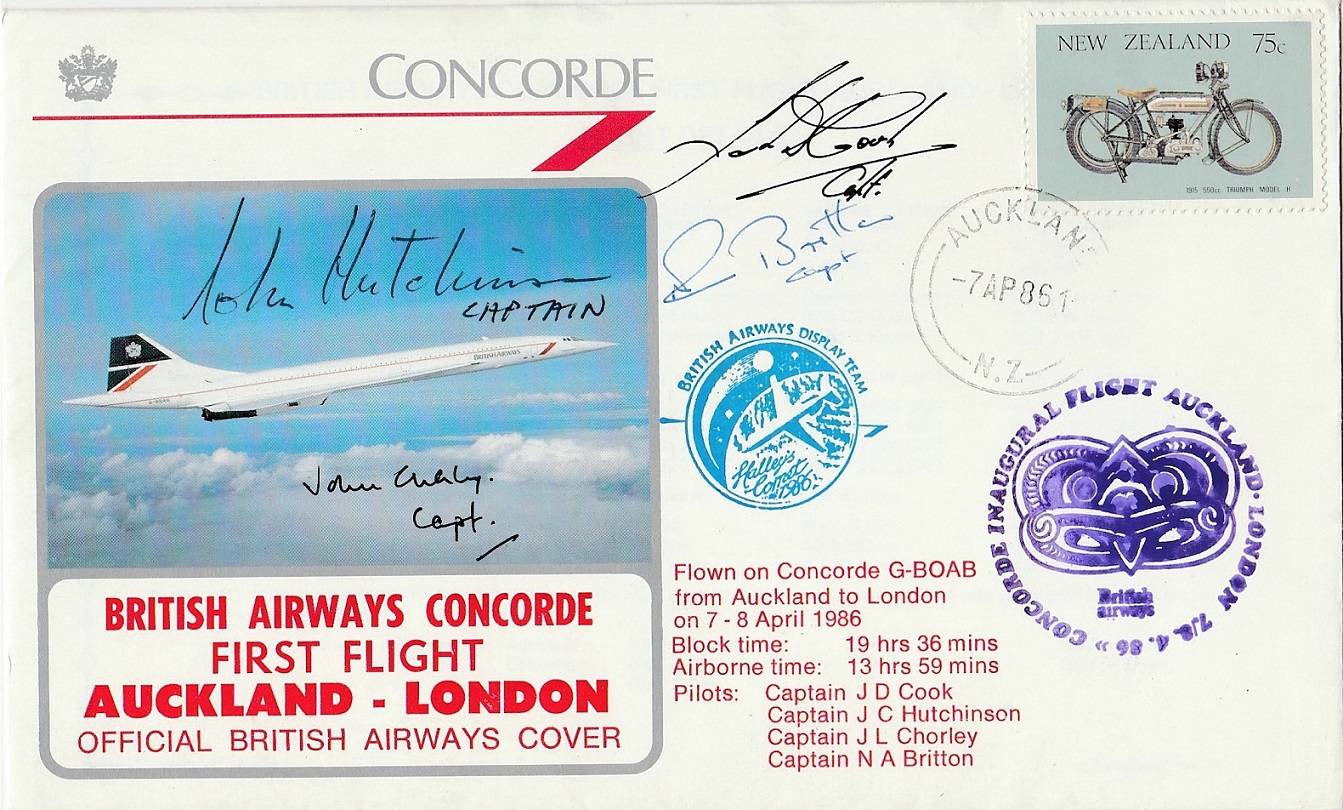 CONCORDE
NEW ZEALAND 75c
1915 550cc TRIUMPH MODEL H
Capt.
Britton
Capt
John Hutchinson
CAPTAIN
AUCKLAND
-7AP86 1
N.Z
BRITISH AIRWAYS
BRITISH AIRWAYS DISPLAY TEAM
Halley's
Comet
1986
CONCORDE INAUGURAL FLIGHT AUCKLAND · LONDON 7/8. 4. 86 »
British
airways
John Chorley.
Capt.
Flown on Concorde G-BOAB
from Auckland to London
on 7 - 8 April 1986
Block time: 19 hrs 36 mins
Airborne time: 13 hrs 59 mins
Pilots: Captain J D Cook
Captain J C Hutchinson
Captain J L Chorley
Captain N A Britton
BRITISH AIRWAYS CONCORDE
FIRST FLIGHT
AUCKLAND - LONDON
OFFICIAL BRITISH AIRWAYS COVER